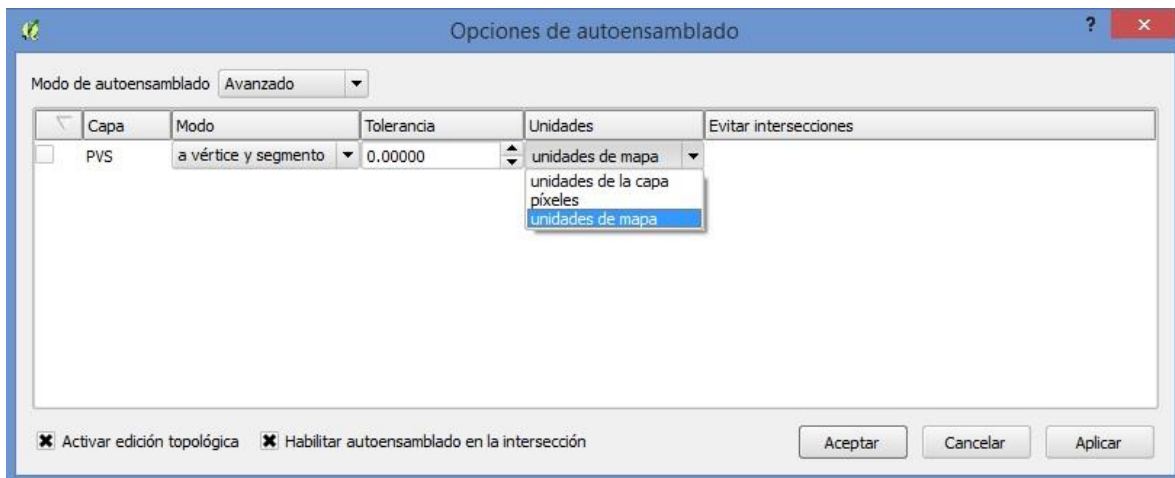 Opciones de autoensamblado
?
Modo de autoensamblado Avanzado
Capa Modo Tolerancia Unidades Evitar intersecciones
PVS a vértice y segmento 0.00000 unidades de mapa
unidades de la capa
píxeles
unidades de mapa
Activar edición topológica Habilitar autoensamblado en la intersección Aceptar Cancelar Aplicar